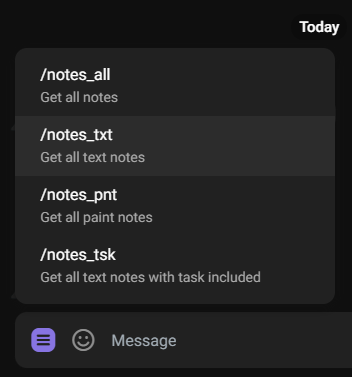 Today
/notes_all
Get all notes
/notes_txt
Get all text notes
/notes_pnt
Get all paint notes
/notes_tsk
Get all text notes with task included
Message